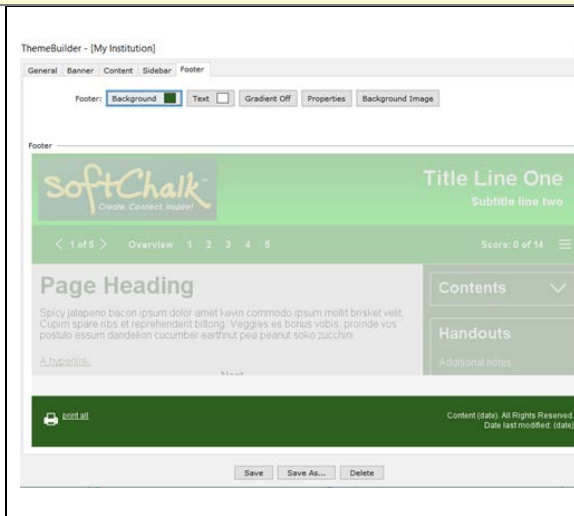 ThemeBuilder - [My Institution]
General Banner Content Sidebar Footer
Footer: Background Text Gradient Off Properties Background Image
Footer
SoftChalk™
Create. Connect. Inspire!
Title Line One
Subtitle line two
< 1 of 5 > Overview 1 2 3 4 5
Score: 0 of 14
Page Heading
Spicy jalapeno bacon ipsum dolor amet kevin commodo ipsum mollit brisket velit.
Cupim spare ribs et reprehenderit biltong. Veggies es bonus vobis, proinde vos
postulo essum dandelion cucumber earthnut pea peanut soko zucchini.
A hyperlink.
Next
Contents
Handouts
Additional notes
print all
Content (date). All Rights Reserved.
Date last modified: (date)
Save Save As... Delete